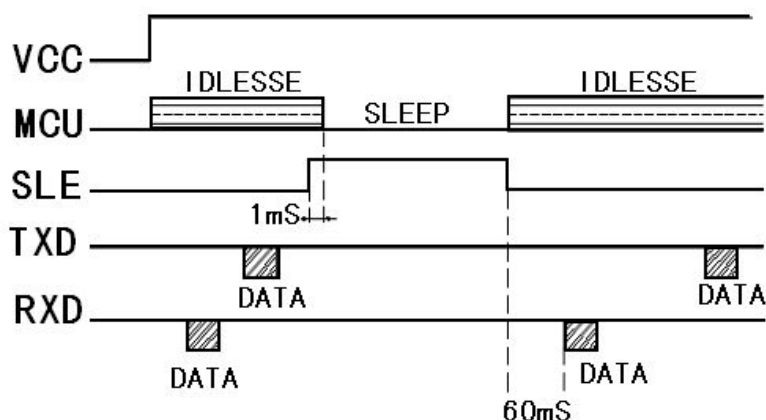 VCC
IDLESSE IDLESSE
MCU SLEEP
SLE
1mS
TXD
DATA DATA
RXD
DATA DATA
60mS